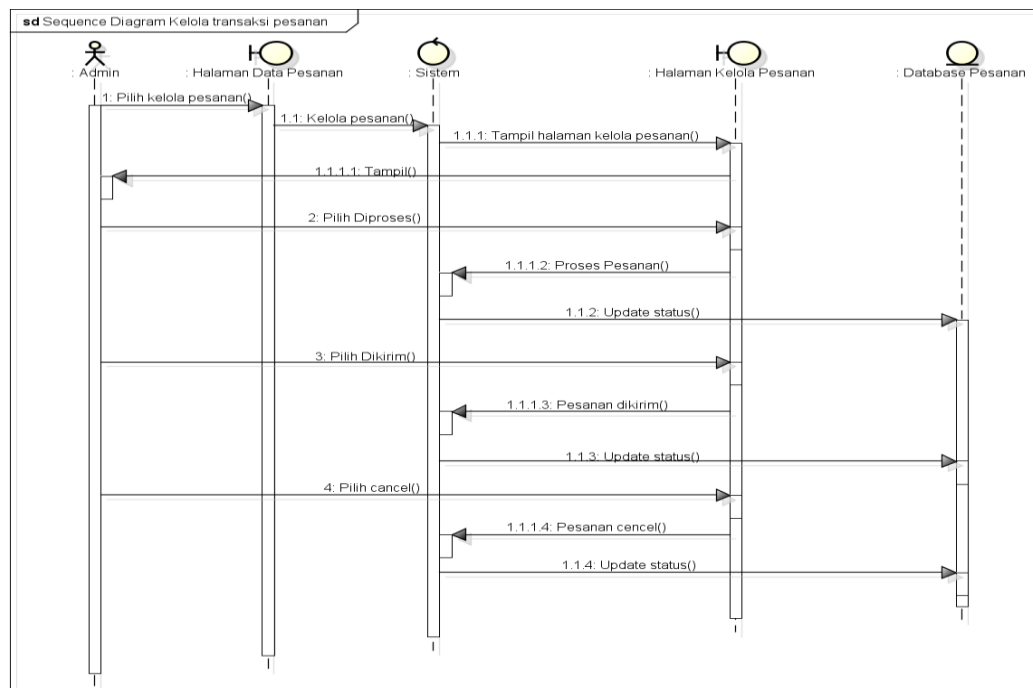 sd Sequence Diagram Kelola transaksi pesanan
: Admin
: Halaman Data Pesanan
: Sistem
: Halaman Kelola Pesanan
: Database Pesanan
1: Pilih kelola pesanan()
1.1: Kelola pesanan()
1.1.1: Tampil halaman kelola pesanan()
1.1.1.1: Tampil()
2: Pilih Diproses()
1.1.1.2: Proses Pesanan()
1.1.2: Update status()
3: Pilih Dikirim()
1.1.1.3: Pesanan dikirim()
1.1.3: Update status()
4: Pilih cancel()
1.1.1.4: Pesanan cencel()
1.1.4: Update status()